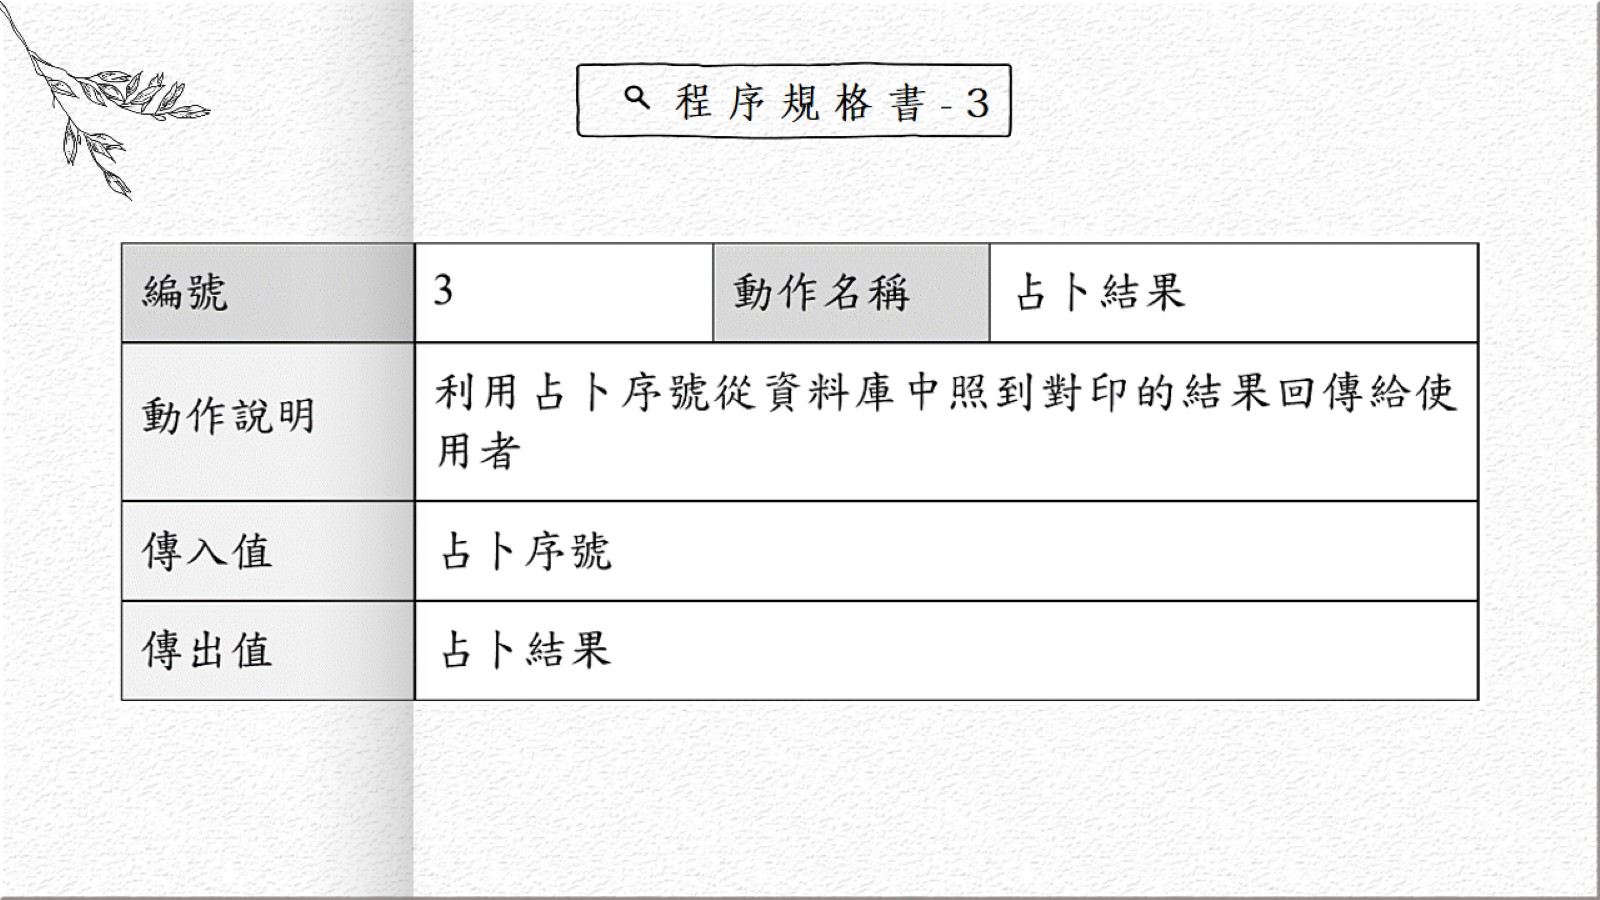 程序規格書-3
編號 3 動作名稱 占卜結果
動作說明 利用占卜序號從資料庫中照到對印的結果回傳給使
用者
傳入值 占卜序號
傳出值 占卜結果